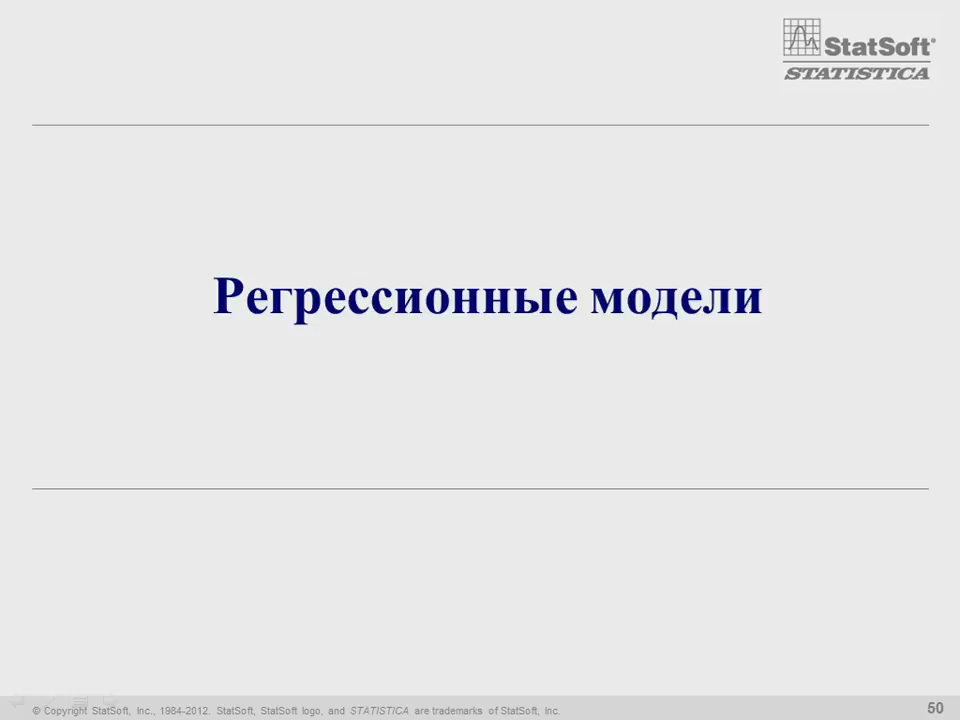 StatSoft®
STATISTICA
Регрессионные модели
© Copyright StatSoft, Inc., 1984-2012. StatSoft, StatSoft logo, and STATISTICA are trademarks of StatSoft, Inc.
50